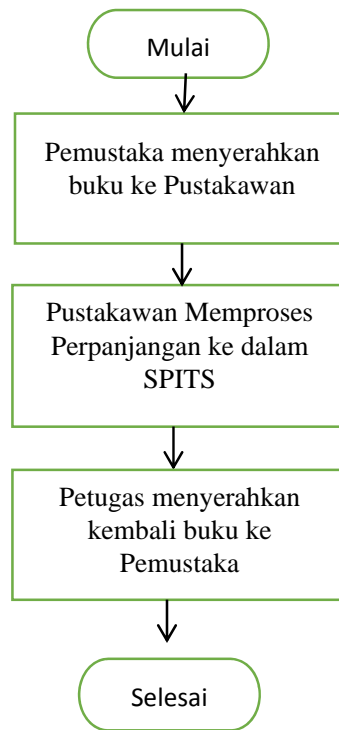 Mulai
Pemustaka menyerahkan
buku ke Pustakawan
Pustakawan Memproses
Perpanjangan ke dalam
SPITS
Petugas menyerahkan
kembali buku ke
Pemustaka
Selesai